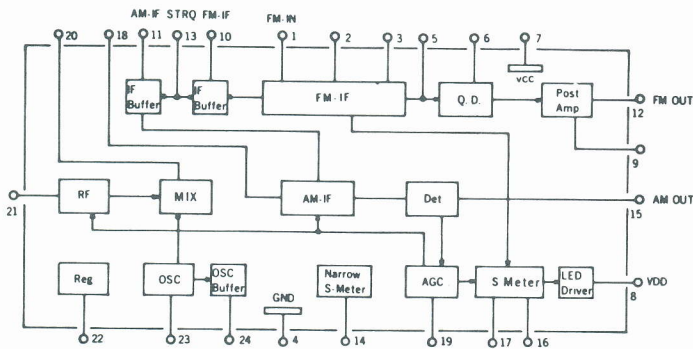 AM-IF STRQ FM-IF FM-IN
20 18 11 13 10 1 2 3 5 6 7
VCC
IF Buffer
IF Buffer
FM-IF
Q.D.
Post Amp
FM OUT
12
9
RF
MIX
AM-IF
Det
AM OUT
21
15
Reg
OSC
OSC Buffer
GND
Narrow S-Meter
AGC
S Meter
LED Driver
VDD
8
22 23 24 4 14 19 17 16